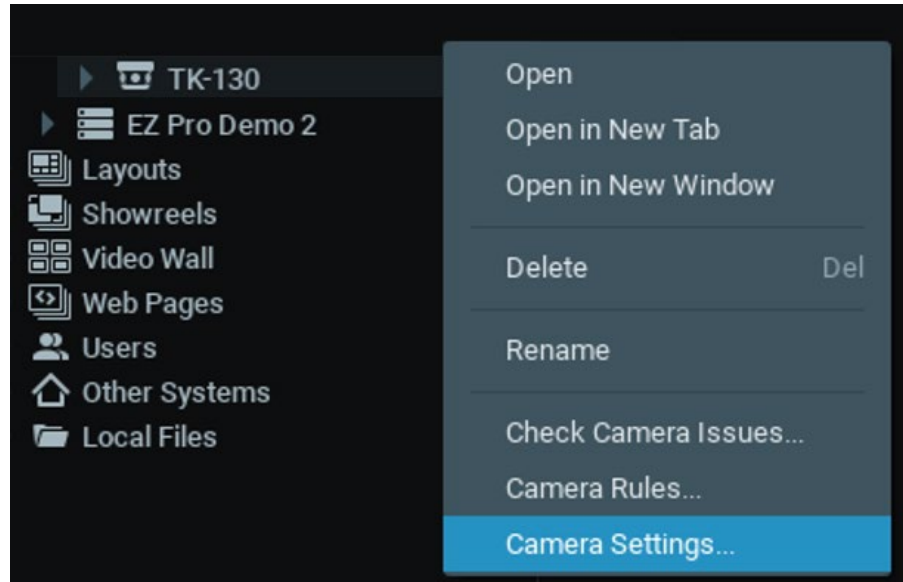 TK-130
EZ Pro Demo 2
Layouts
Showreels
Video Wall
Web Pages
Users
Other Systems
Local Files
Open
Open in New Tab
Open in New Window
Delete Del
Rename
Check Camera Issues...
Camera Rules...
Camera Settings...